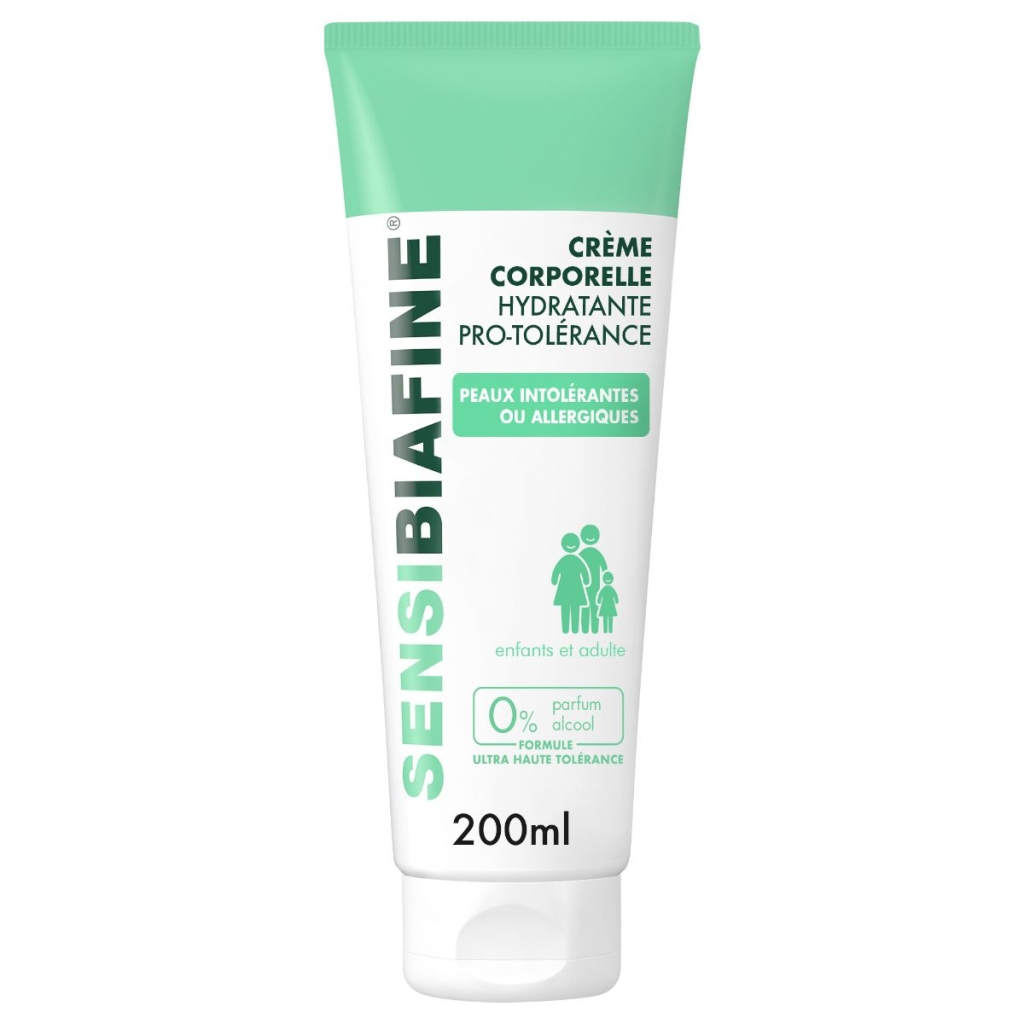 SENSIBIAFINE®
CRÈME
CORPORELLE
HYDRATANTE
PRO-TOLÉRANCE
PEAUX INTOLÉRANTES
OU ALLERGIQUES
enfants et adulte
0% parfum
alcool
FORMULE
ULTRA HAUTE TOLÉRANCE
200ml